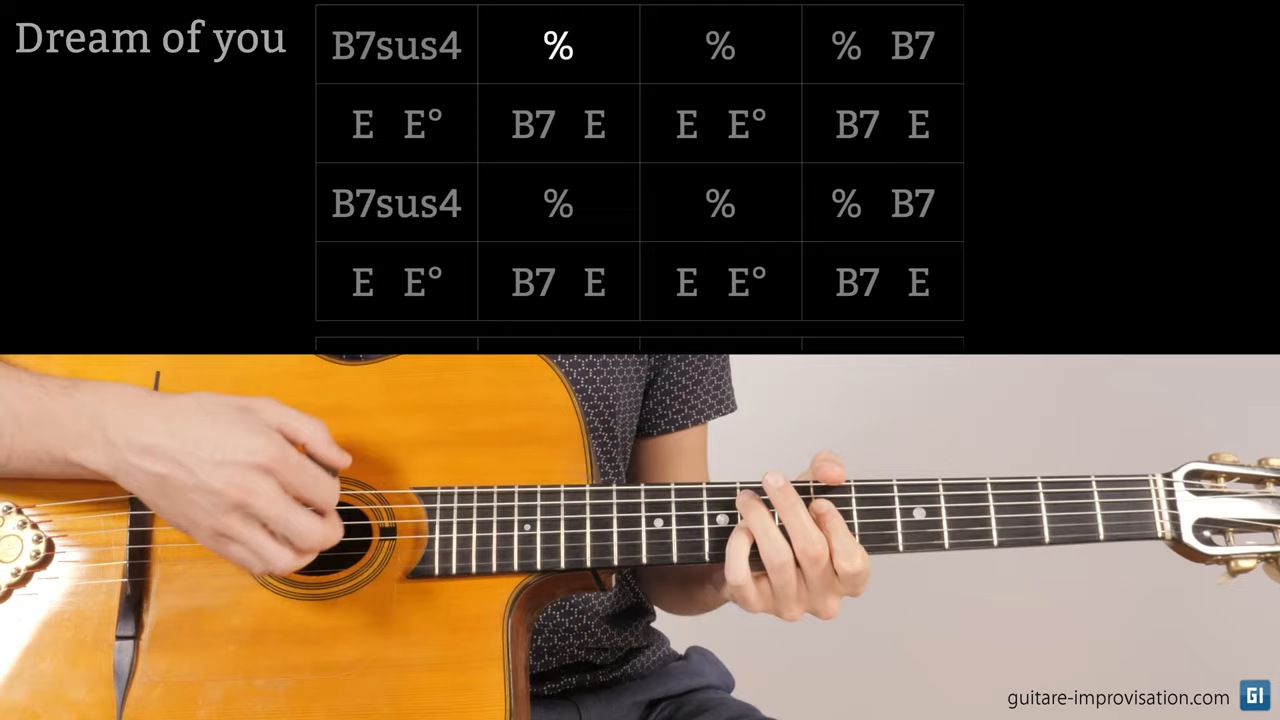 Dream of you
B7sus4 % % % B7
E E° B7 E E E° B7 E
B7sus4 % % % B7
E E° B7 E E E° B7 E
guitare-improvisation.com GI